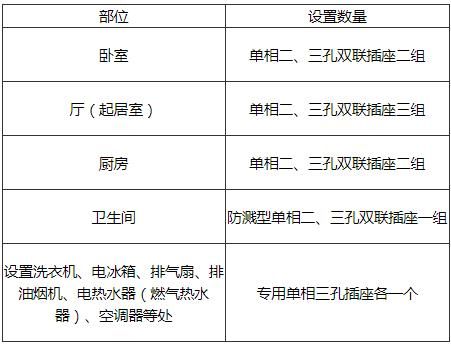 部位 设置数量
卧室 单相二、三孔双联插座二组
厅（起居室） 单相二、三孔双联插座三组
厨房 单相二、三孔双联插座二组
卫生间 防溅型单相二、三孔双联插座一组
设置洗衣机、电冰箱、排气扇、排
油烟机、电热水器（燃气热水
器）、空调器等处
专用单相三孔插座各一个